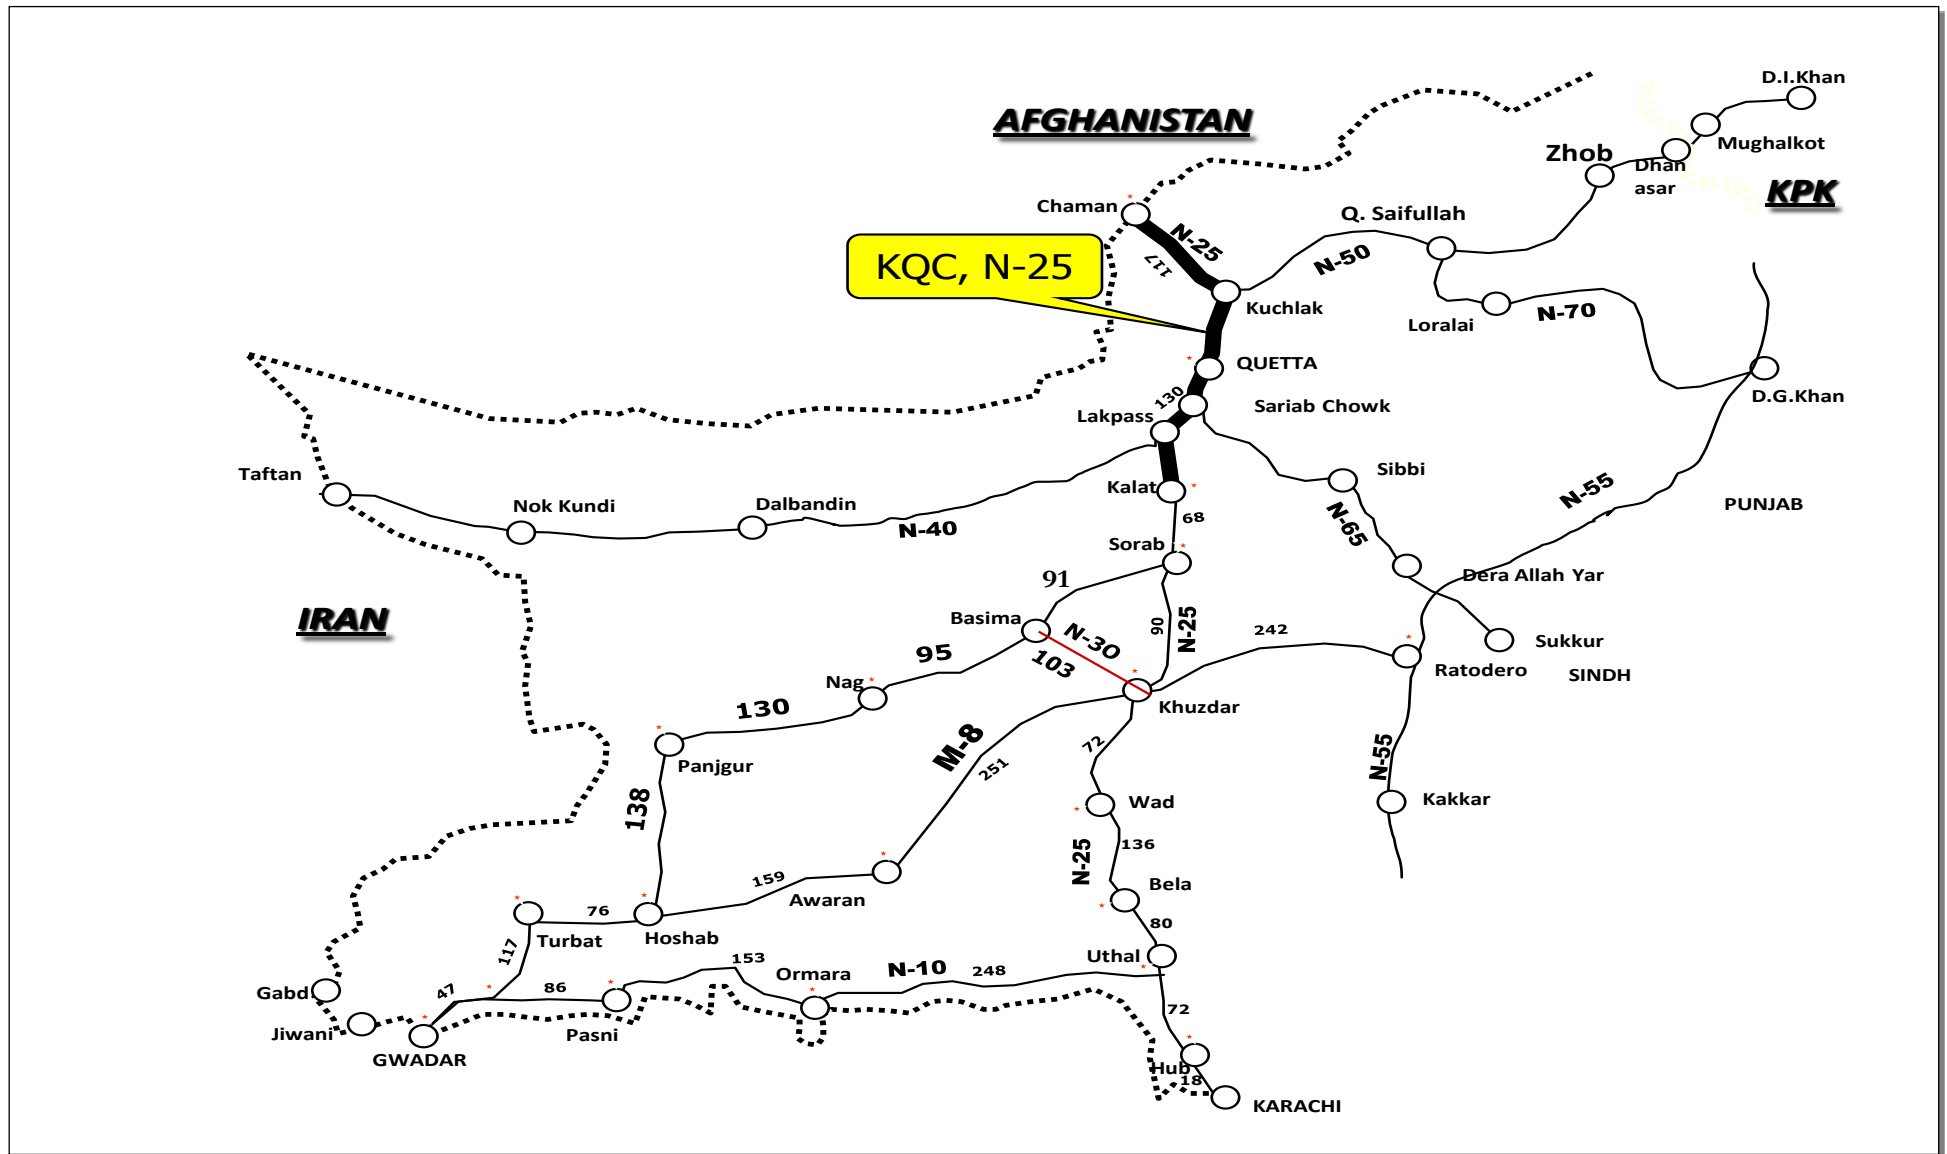 D.I.Khan
AFGHANISTAN
Mughalkot
Zhob
Dhan
asar
KPK
Chaman
Q. Saifullah
N-25
117
KQC, N-25
N-50
Kuchlak
Loralai
N-70
QUETTA
130
Sariab Chowk
Lakpass
D.G.Khan
Taftan
Sibbi
Kalat
N-55
Nok Kundi
Dalbandin
N-40
68
N-65
PUNJAB
Sorab
91
Dera Allah Yar
IRAN
Basima
N-30
103
90
N-25
242
Sukkur
95
Ratodero
SINDH
Nag
130
Khuzdar
M-8
251
72
Panjgur
N-55
138
Wad
Kakkar
136
N-25
159
Awaran
Bela
76
80
Turbat
Hoshab
117
Uthal
153
Ormara
N-10
248
Gabd
47
86
72
Jiwani
Pasni
GWADAR
Hub
18
KARACHI